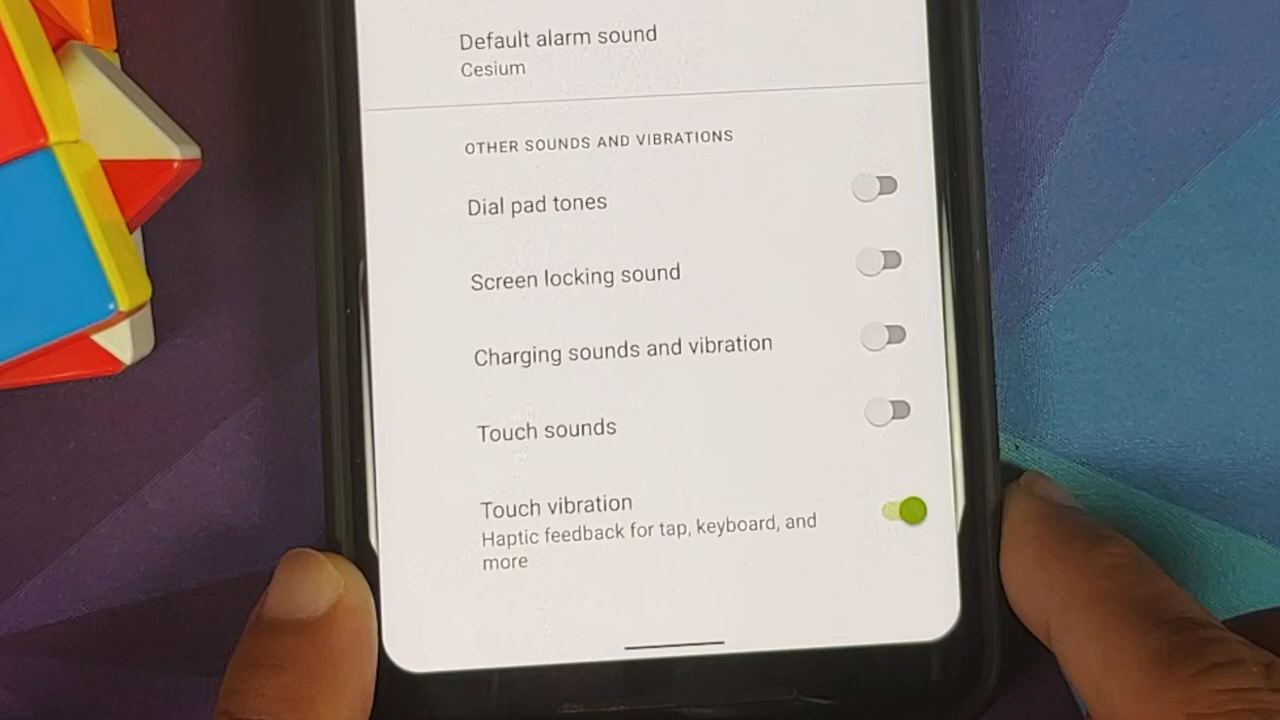 Default alarm sound
Cesium
OTHER SOUNDS AND VIBRATIONS
Dial pad tones
Screen locking sound
Charging sounds and vibration
Touch sounds
Touch vibration
Haptic feedback for tap, keyboard, and
more